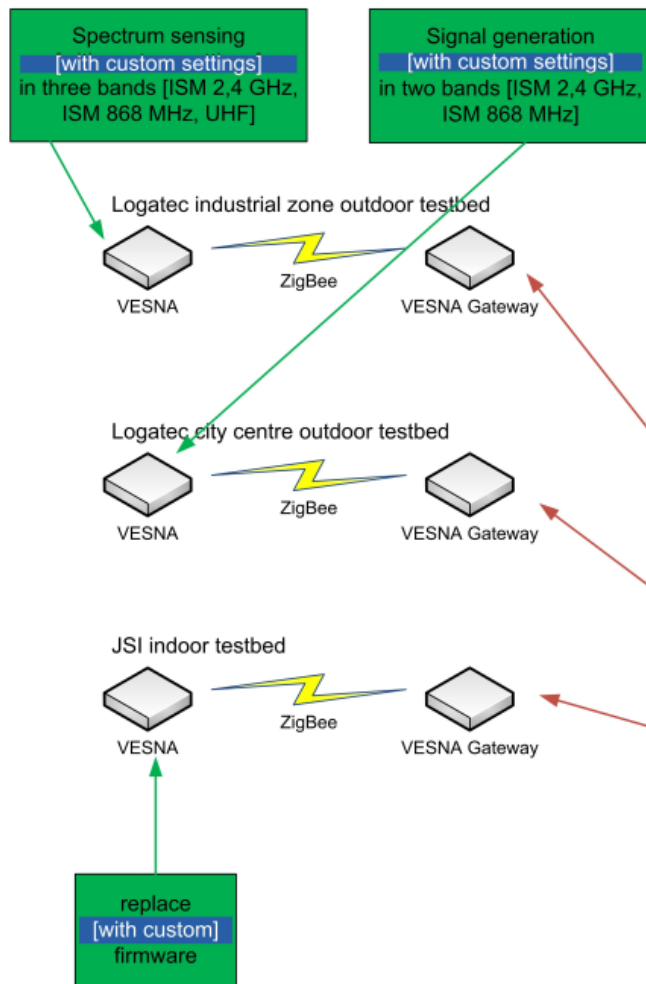 Spectrum sensing
[with custom settings]
in three bands [ISM 2,4 GHz,
ISM 868 MHz, UHF]
Signal generation
[with custom settings]
in two bands [ISM 2,4 GHz,
ISM 868 MHz]
Logatec industrial zone outdoor testbed
ZigBee
VESNA
VESNA Gateway
Logatec city centre outdoor testbed
ZigBee
VESNA
VESNA Gateway
JSI indoor testbed
ZigBee
VESNA
VESNA Gateway
replace
[with custom]
firmware